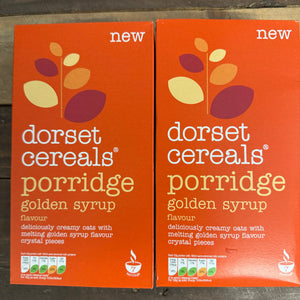 new
dorset
cereals®
porridge
golden syrup
flavour
deliciously creamy oats with
melting golden syrup flavour
crystal pieces
new
dorset
cereals®
porridge
golden syrup
flavour
deliciously creamy oats with
melting golden syrup flavour
crystal pieces